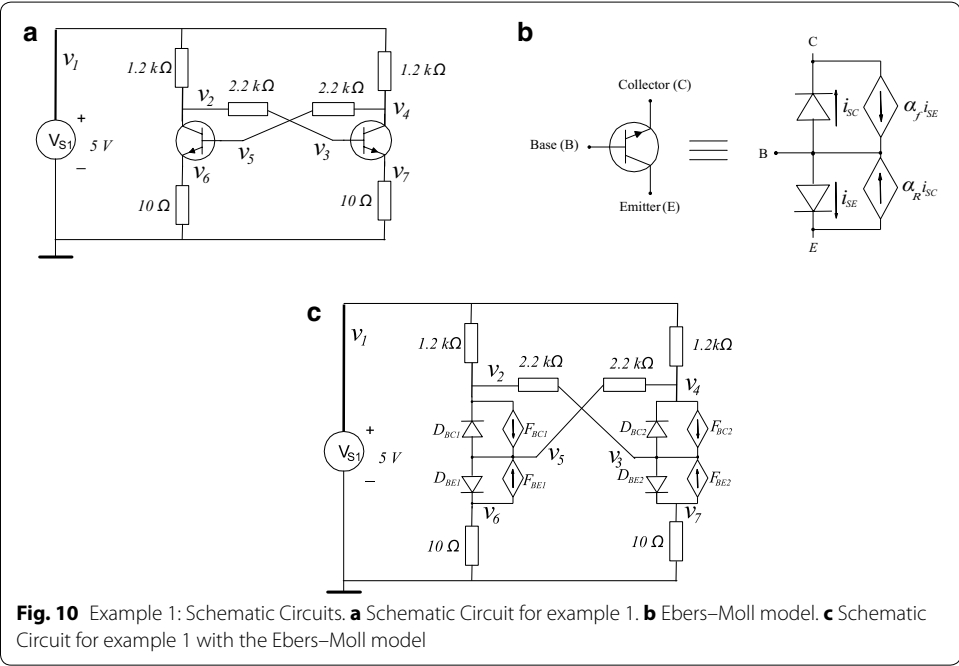 a
v1
1.2 kΩ
1.2 kΩ
2.2 kΩ
2.2 kΩ
v2
v4
VS1
+
5 V
−
v5
v3
v6
v7
10 Ω
10 Ω
b
Collector (C)
Base (B)
Emitter (E)
C
iSC
αf iSE
B
iSE
αR iSC
E
c
v1
1.2 kΩ
1.2kΩ
2.2 kΩ
2.2 kΩ
v2
v4
DBC1
FBC1
DBC2
FBC2
VS1
+
5 V
−
v5
v3
DBE1
FBE1
DBE2
FBE2
v6
v7
10 Ω
10 Ω
Fig. 10 Example 1: Schematic Circuits. a Schematic Circuit for example 1. b Ebers–Moll model. c Schematic
Circuit for example 1 with the Ebers–Moll model